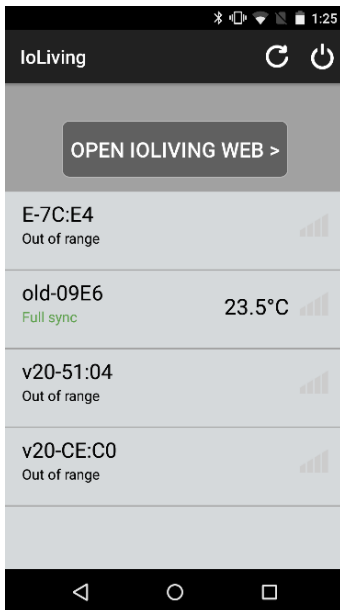 1:25
IoLiving
OPEN IOLIVING WEB >
E-7C:E4
Out of range
old-09E6
23.5°C
Full sync
v20-51:04
Out of range
v20-CE:C0
Out of range